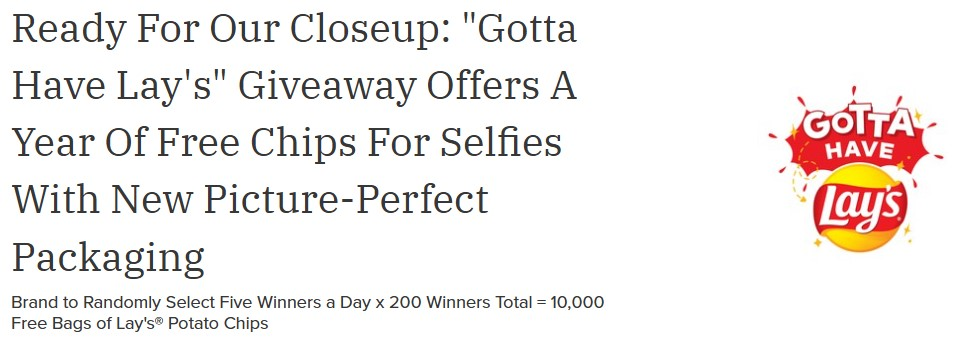 Ready For Our Closeup: "Gotta
Have Lay's" Giveaway Offers A
Year Of Free Chips For Selfies
With New Picture-Perfect
Packaging
Brand to Randomly Select Five Winners a Day x 200 Winners Total = 10,000
Free Bags of Lay's® Potato Chips
GOTTA
HAVE
Lay's